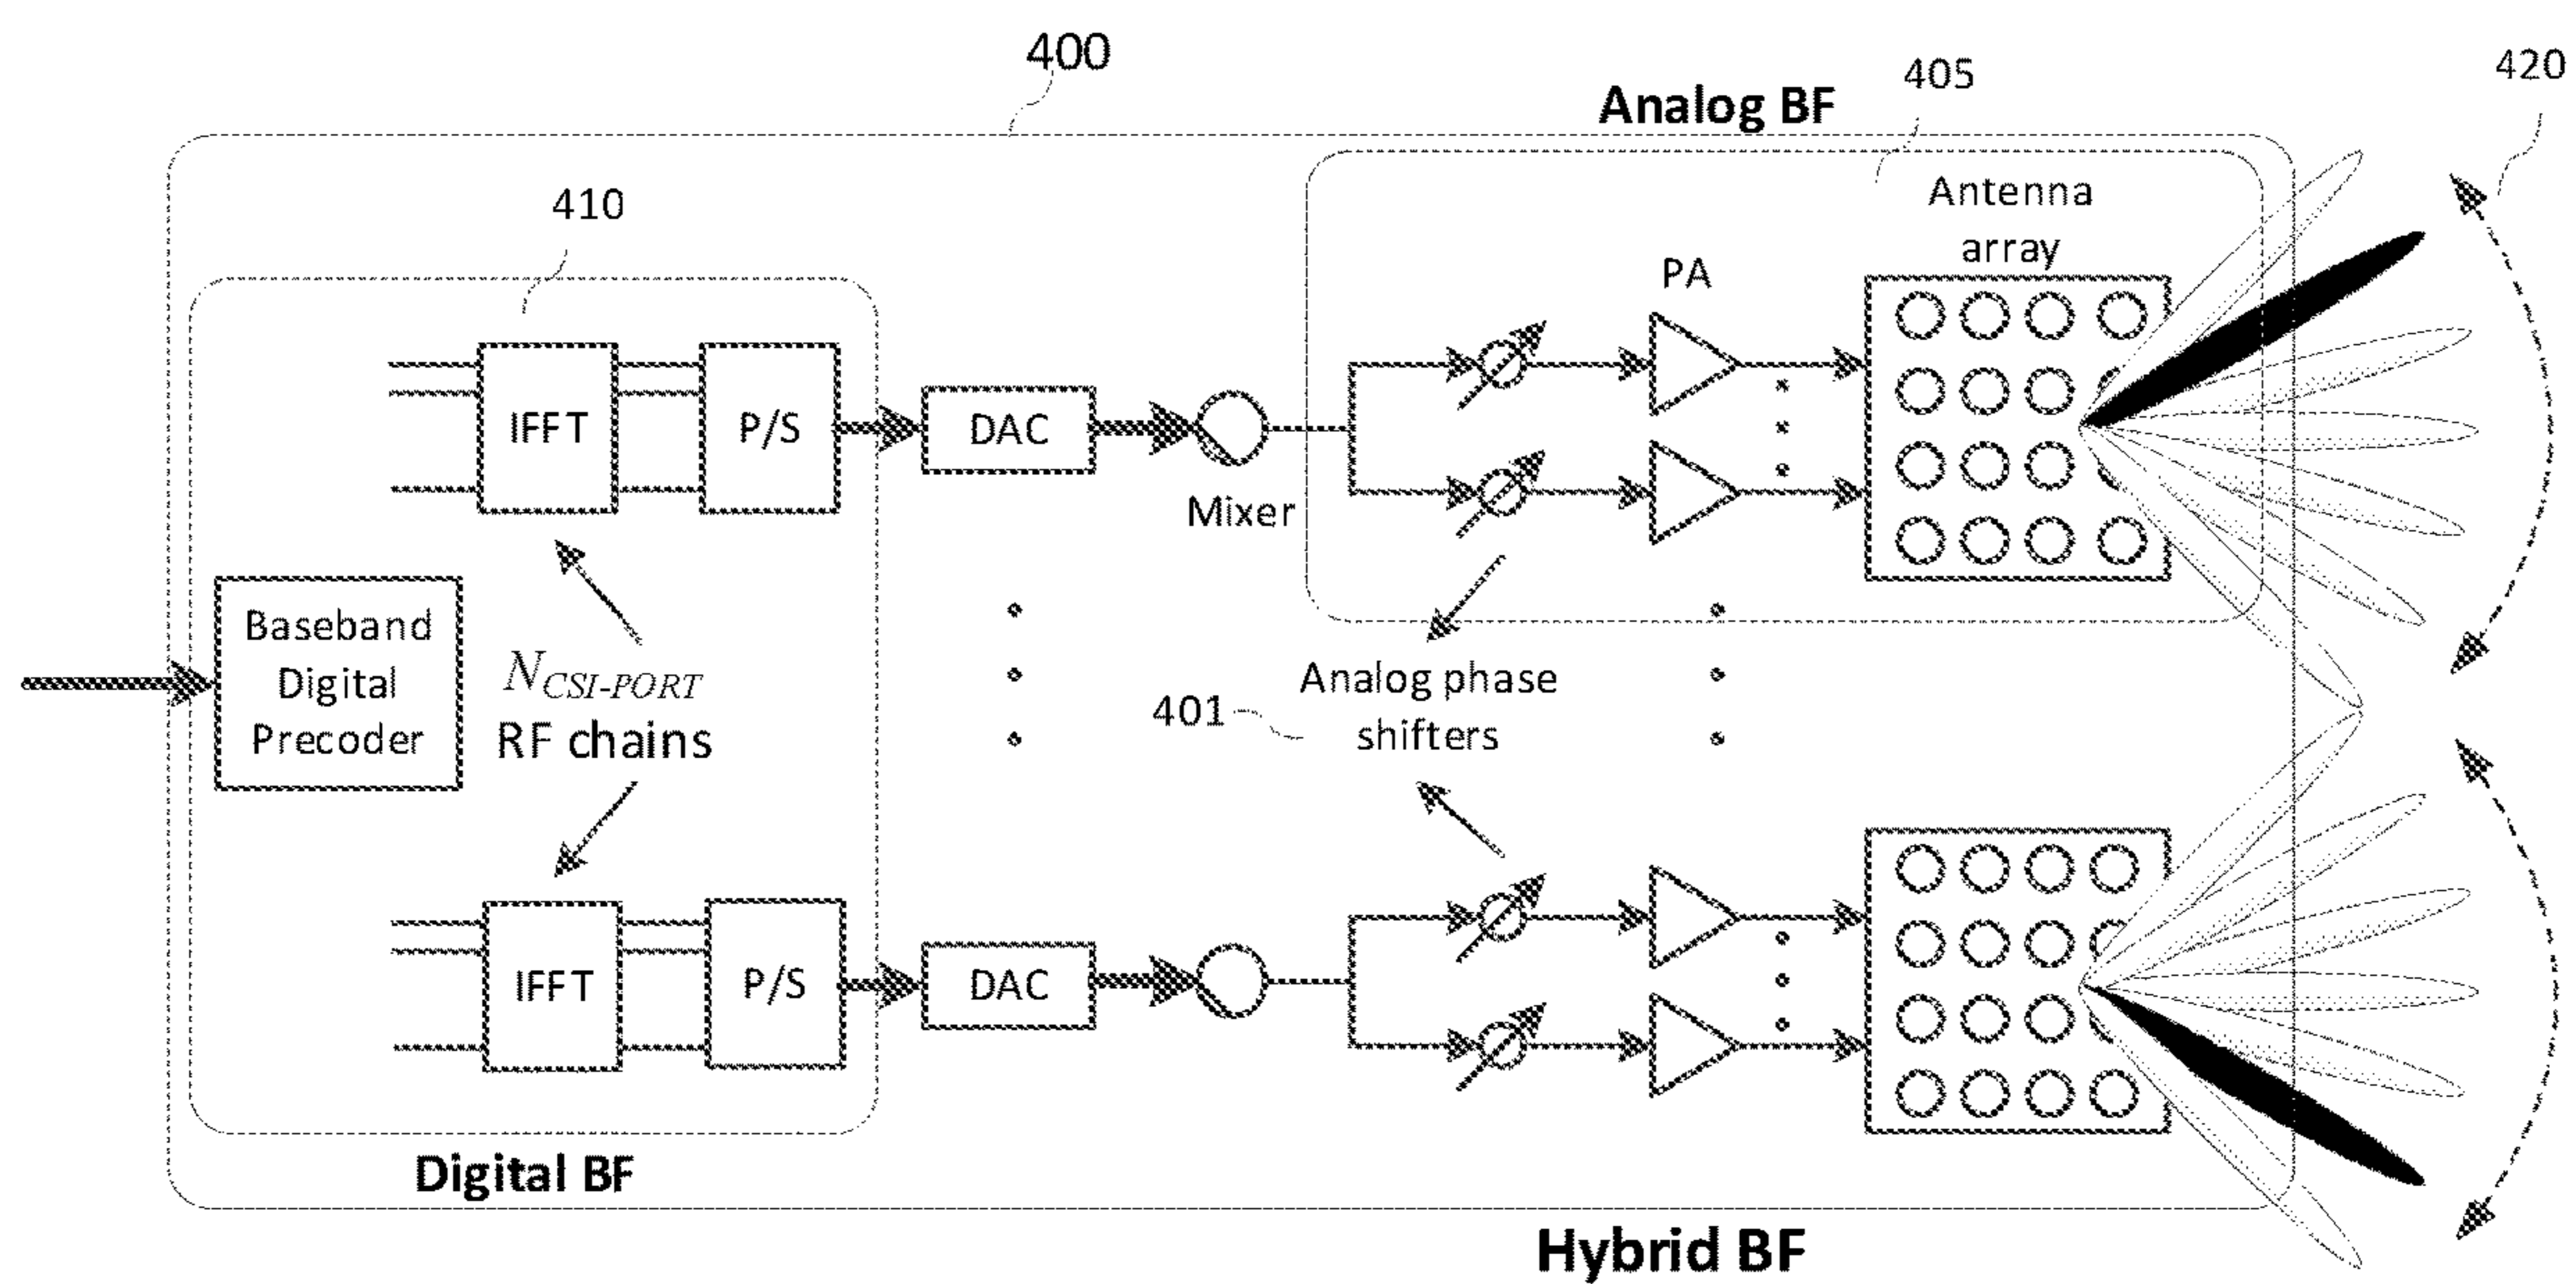 400
405
420
Analog BF
410
Antenna
array
PA
IFFT
P/S
DAC
Mixer
Baseband
Digital
Precoder
N_CSI-PORT
RF chains
Analog phase
shifters
401
IFFT
P/S
DAC
Digital BF
Hybrid BF